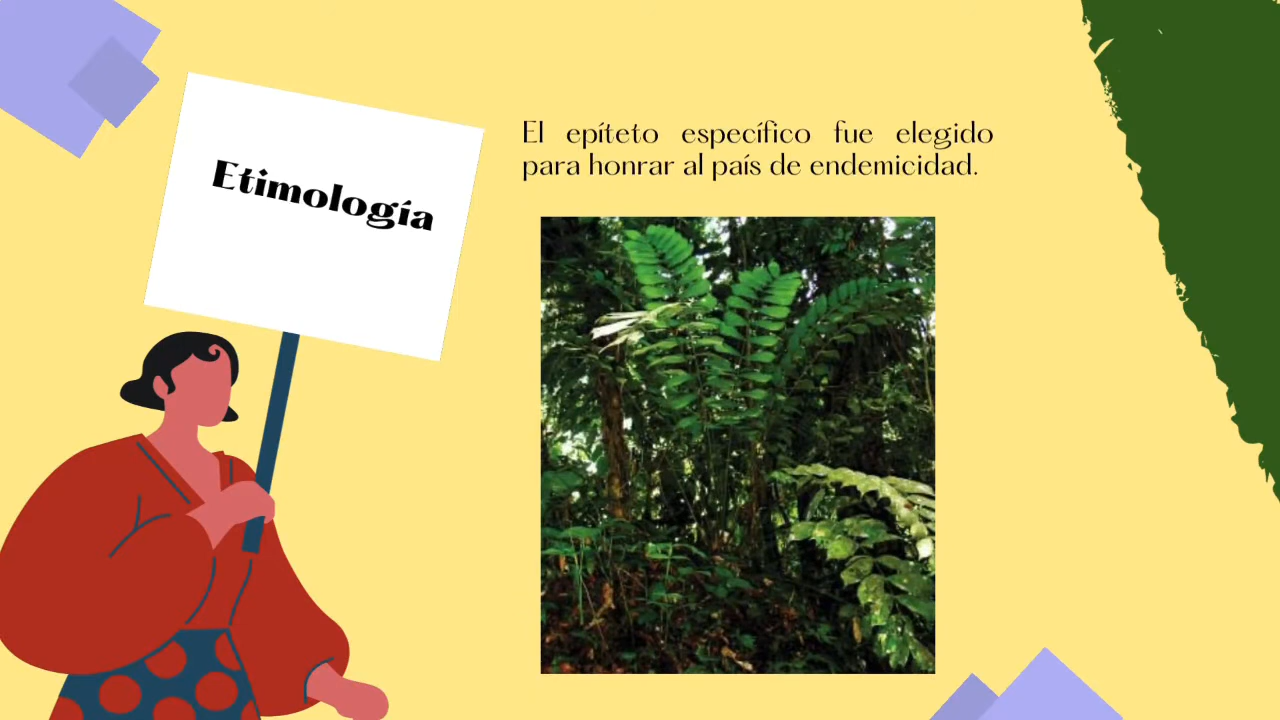 Etimología
El epíteto específico fue elegido
para honrar al país de endemicidad.